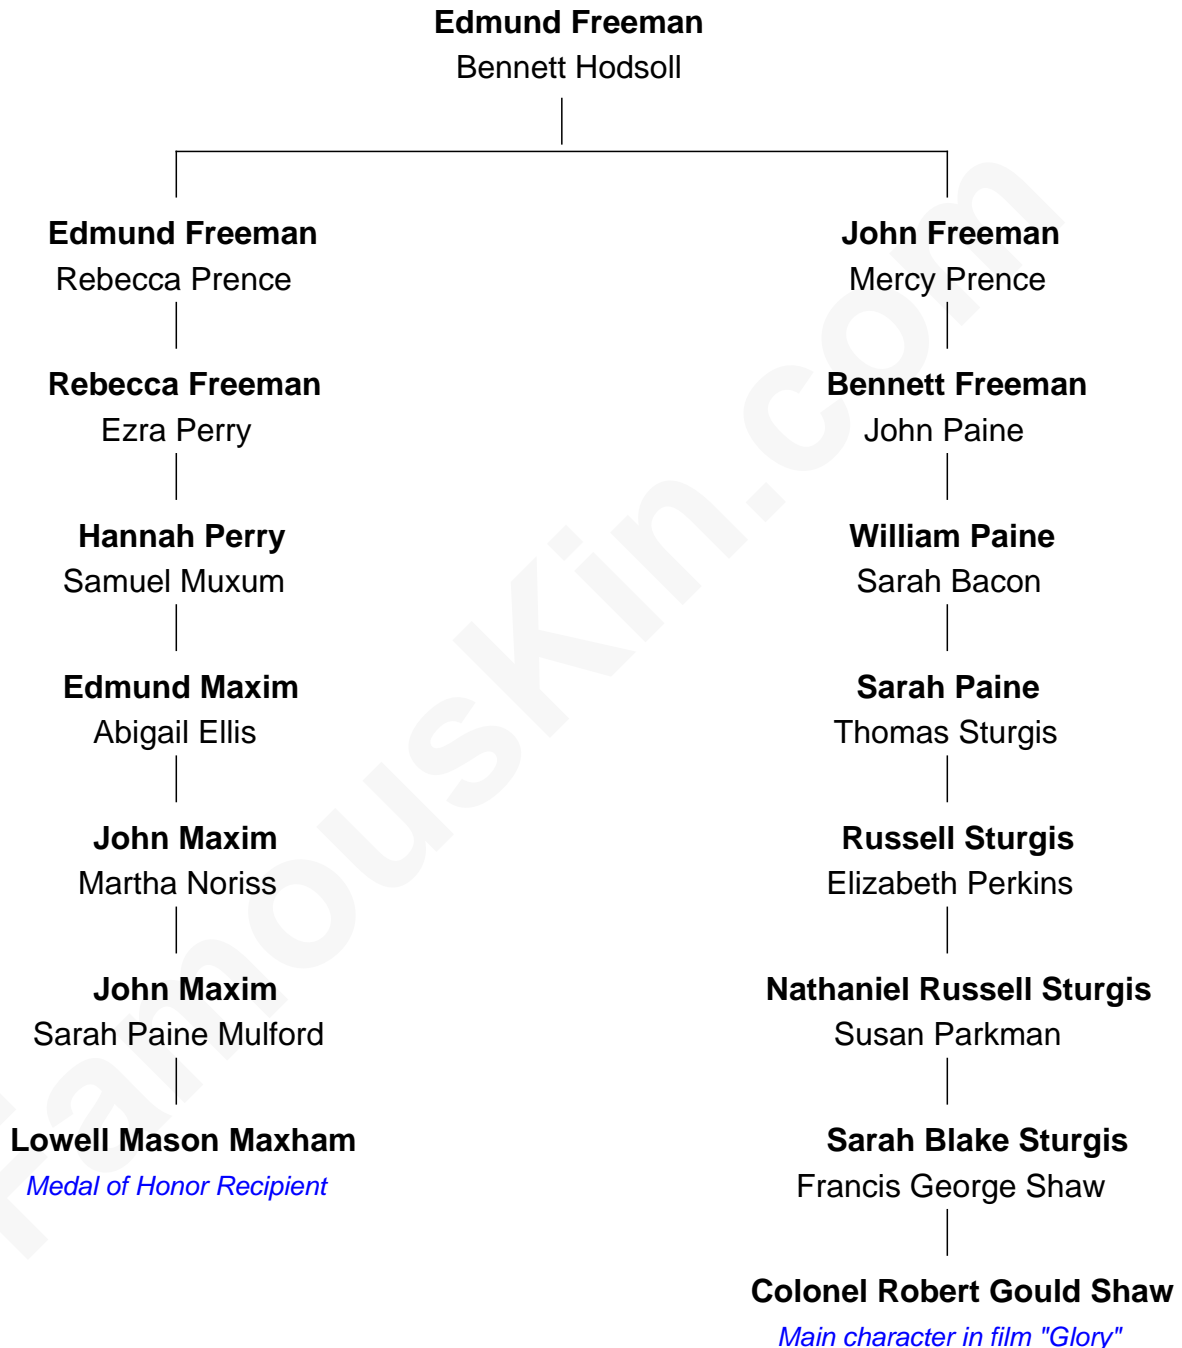 Edmund Freeman
Bennett Hodsoll
Edmund Freeman
Rebecca Prence
Rebecca Freeman
Ezra Perry
Hannah Perry
Samuel Muxum
Edmund Maxim
Abigail Ellis
John Maxim
Martha Noriss
John Maxim
Sarah Paine Mulford
Lowell Mason Maxham
Medal of Honor Recipient
John Freeman
Mercy Prence
Bennett Freeman
John Paine
William Paine
Sarah Bacon
Sarah Paine
Thomas Sturgis
Russell Sturgis
Elizabeth Perkins
Nathaniel Russell Sturgis
Susan Parkman
Sarah Blake Sturgis
Francis George Shaw
Colonel Robert Gould Shaw
Main character in film "Glory"
FamousKin.com